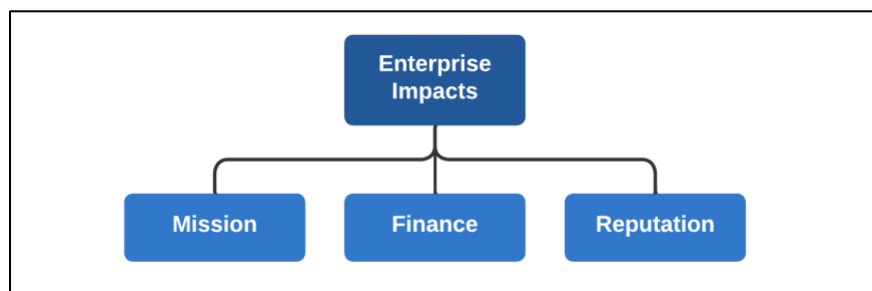 Enterprise
Impacts
Mission
Finance
Reputation